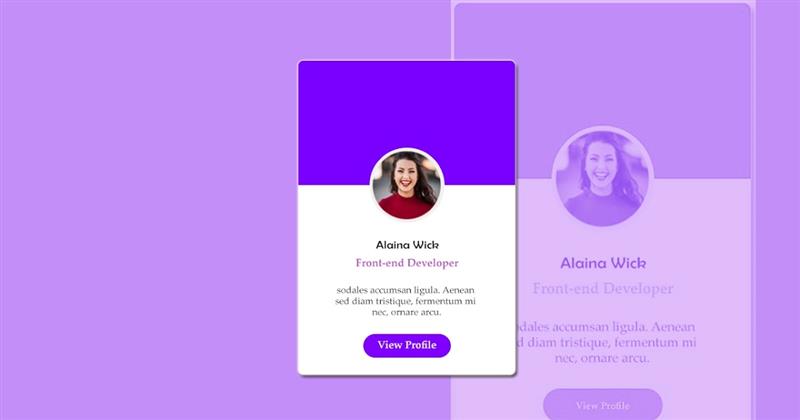 Alaina Wick
Front-end Developer
sodales accumsan ligula. Aenean
sed diam tristique, fermentum mi
nec, ornare arcu.
View Profile
Alaina Wick
Front-end Developer
dales accumsan ligula. Aenean
d diam tristique, fermentum mi
nec, ornare arcu.
View Profile